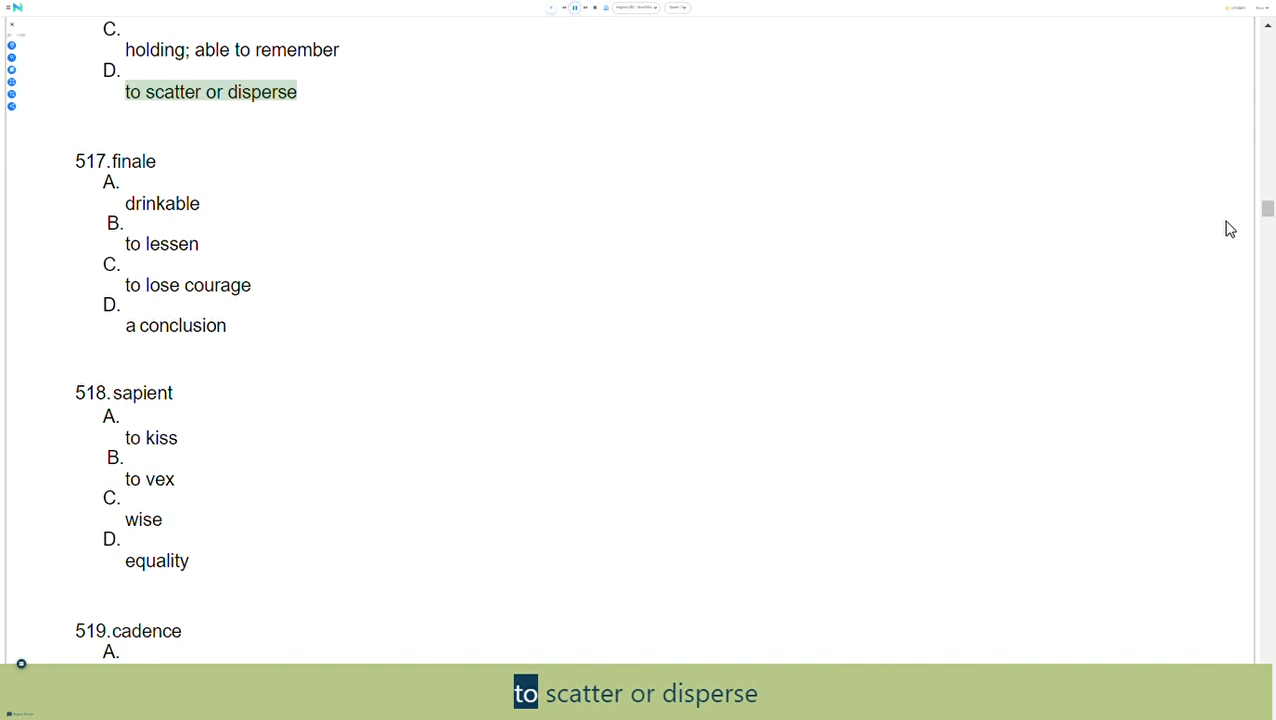 C.
holding; able to remember
D.
to scatter or disperse
517.finale
A.
drinkable
B.
to lessen
C.
to lose courage
D.
a conclusion
518.sapient
A.
to kiss
B.
to vex
C.
wise
D.
equality
519.cadence
A.
to scatter or disperse